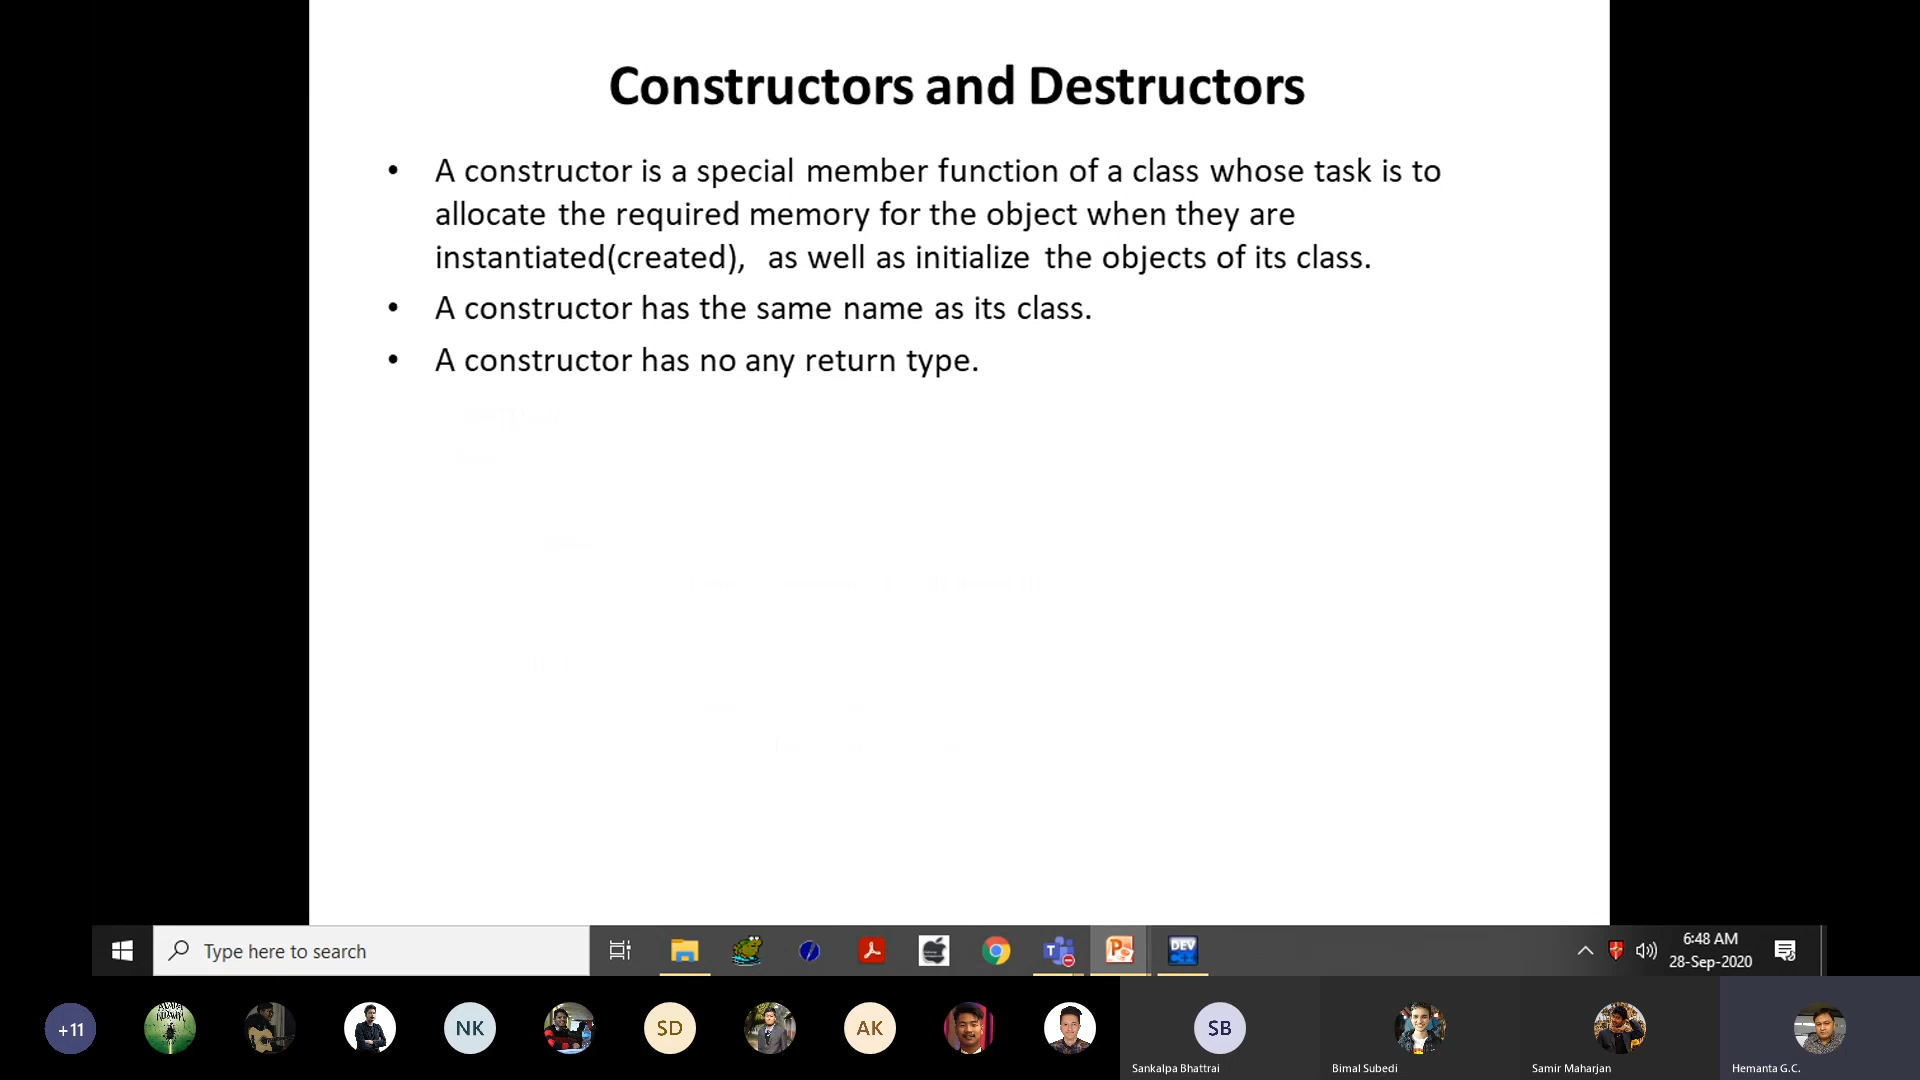 Constructors and Destructors
• A constructor is a special member function of a class whose task is to
allocate the required memory for the object when they are
instantiated(created), as well as initialize the objects of its class.
• A constructor has the same name as its class.
• A constructor has no any return type.
Type here to search
DEV
C++
6:48 AM
28-Sep-2020
+11
NK
SD
AK
SB
Sankalpa Bhattrai
Bimal Subedi
Samir Maharjan
Hemanta G.C.